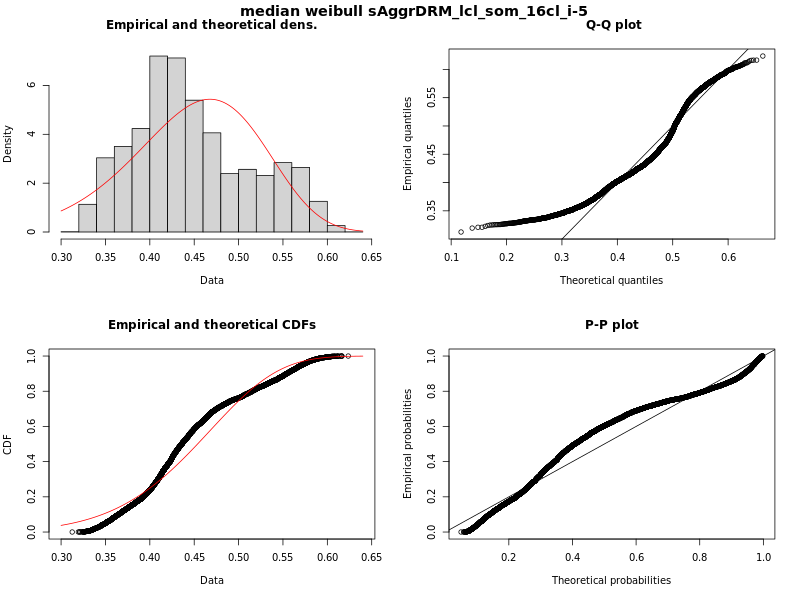 median weibull sAggrDRM_lcl_som_16cl_i-5
Empirical and theoretical dens.
Density
0 2 4 6
0.30 0.35 0.40 0.45 0.50 0.55 0.60 0.65
Data
Q-Q plot
Empirical quantiles
0.35 0.45 0.55
0.1 0.2 0.3 0.4 0.5 0.6
Theoretical quantiles
Empirical and theoretical CDFs
CDF
0.0 0.2 0.4 0.6 0.8 1.0
0.30 0.35 0.40 0.45 0.50 0.55 0.60 0.65
Data
P-P plot
Empirical probabilities
0.0 0.2 0.4 0.6 0.8 1.0
0.2 0.4 0.6 0.8 1.0
Theoretical probabilities